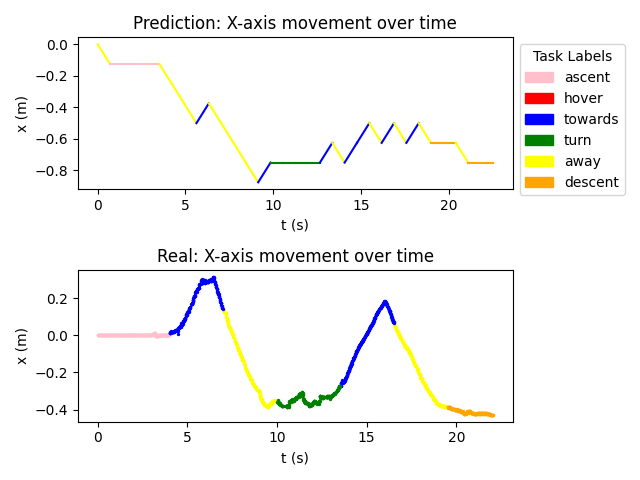 Prediction: X-axis movement over time
0.0
−0.2
−0.4
−0.6
−0.8
x (m)
0
5
10
15
20
t (s)
Task Labels
ascent
hover
towards
turn
away
descent
Real: X-axis movement over time
0.2
0.0
−0.2
−0.4
x (m)
0
5
10
15
20
t (s)